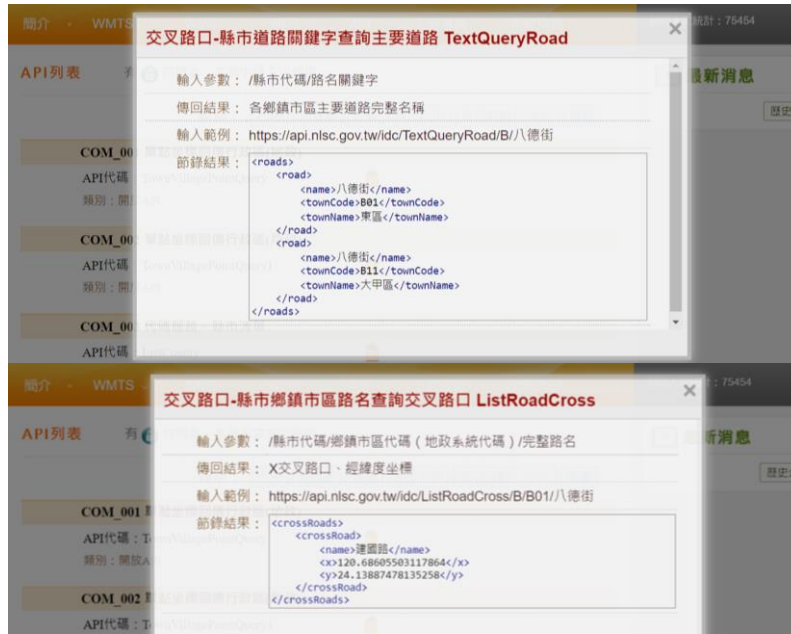 簡介 · WMTS
統計：75454
交叉路口-縣市道路關鍵字查詢主要道路 TextQueryRoad
×
API列表
有
最新消息
輸入參數： /縣市代碼/路名關鍵字
歷史
傳回結果： 各鄉鎮市區主要道路完整名稱
輸入範例： https://api.nlsc.gov.tw/idc/TextQueryRoad/B/八德街
COM_00
節錄結果： <roads>
<road>
API代碼：
<name>八德街</name>
類別：開
<townCode>B01</townCode>
<townName>東區</townName>
</road>
COM_00
<road>
API代碼
<name>八德街</name>
<townCode>B11</townCode>
類別：開
<townName>大甲區</townName>
</road>
</roads>
COM_00
API代碼
簡介 · WMTS
：75454
交叉路口-縣市鄉鎮市區路名查詢交叉路口 ListRoadCross
×
API列表
有
新消息
輸入參數： /縣市代碼/鄉鎮市區代碼（地政系統代碼）/完整路名
傳回結果： X交叉路口、經緯度坐標
歷史
輸入範例： https://api.nlsc.gov.tw/idc/ListRoadCross/B/B01/八德街
COM_001
節錄結果： <crossRoads>
<crossRoad>
API代碼：T
<name>建國路</name>
類別：開放A
<x>120.68605503117864</x>
<y>24.13887478135258</y>
</crossRoad>
COM_002
</crossRoads>
API代碼：T